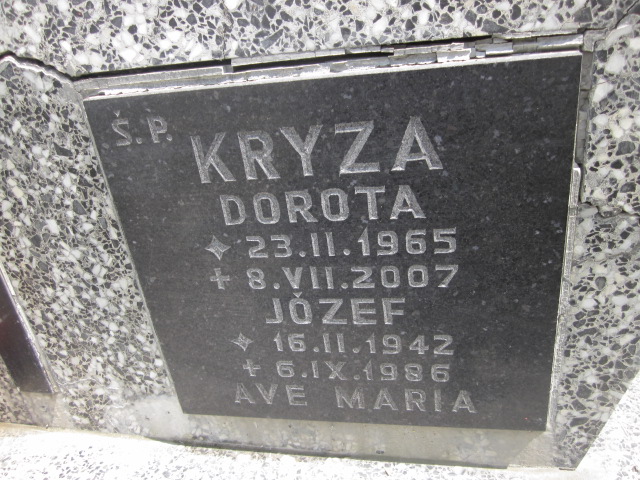 Ś.P. KRYZA
DOROTA
✦ 23.II.1965
+ 8.VII.2007
JÓZEF
✦ 16.II.1942
+ 6.IX.1986
AVE MARIA